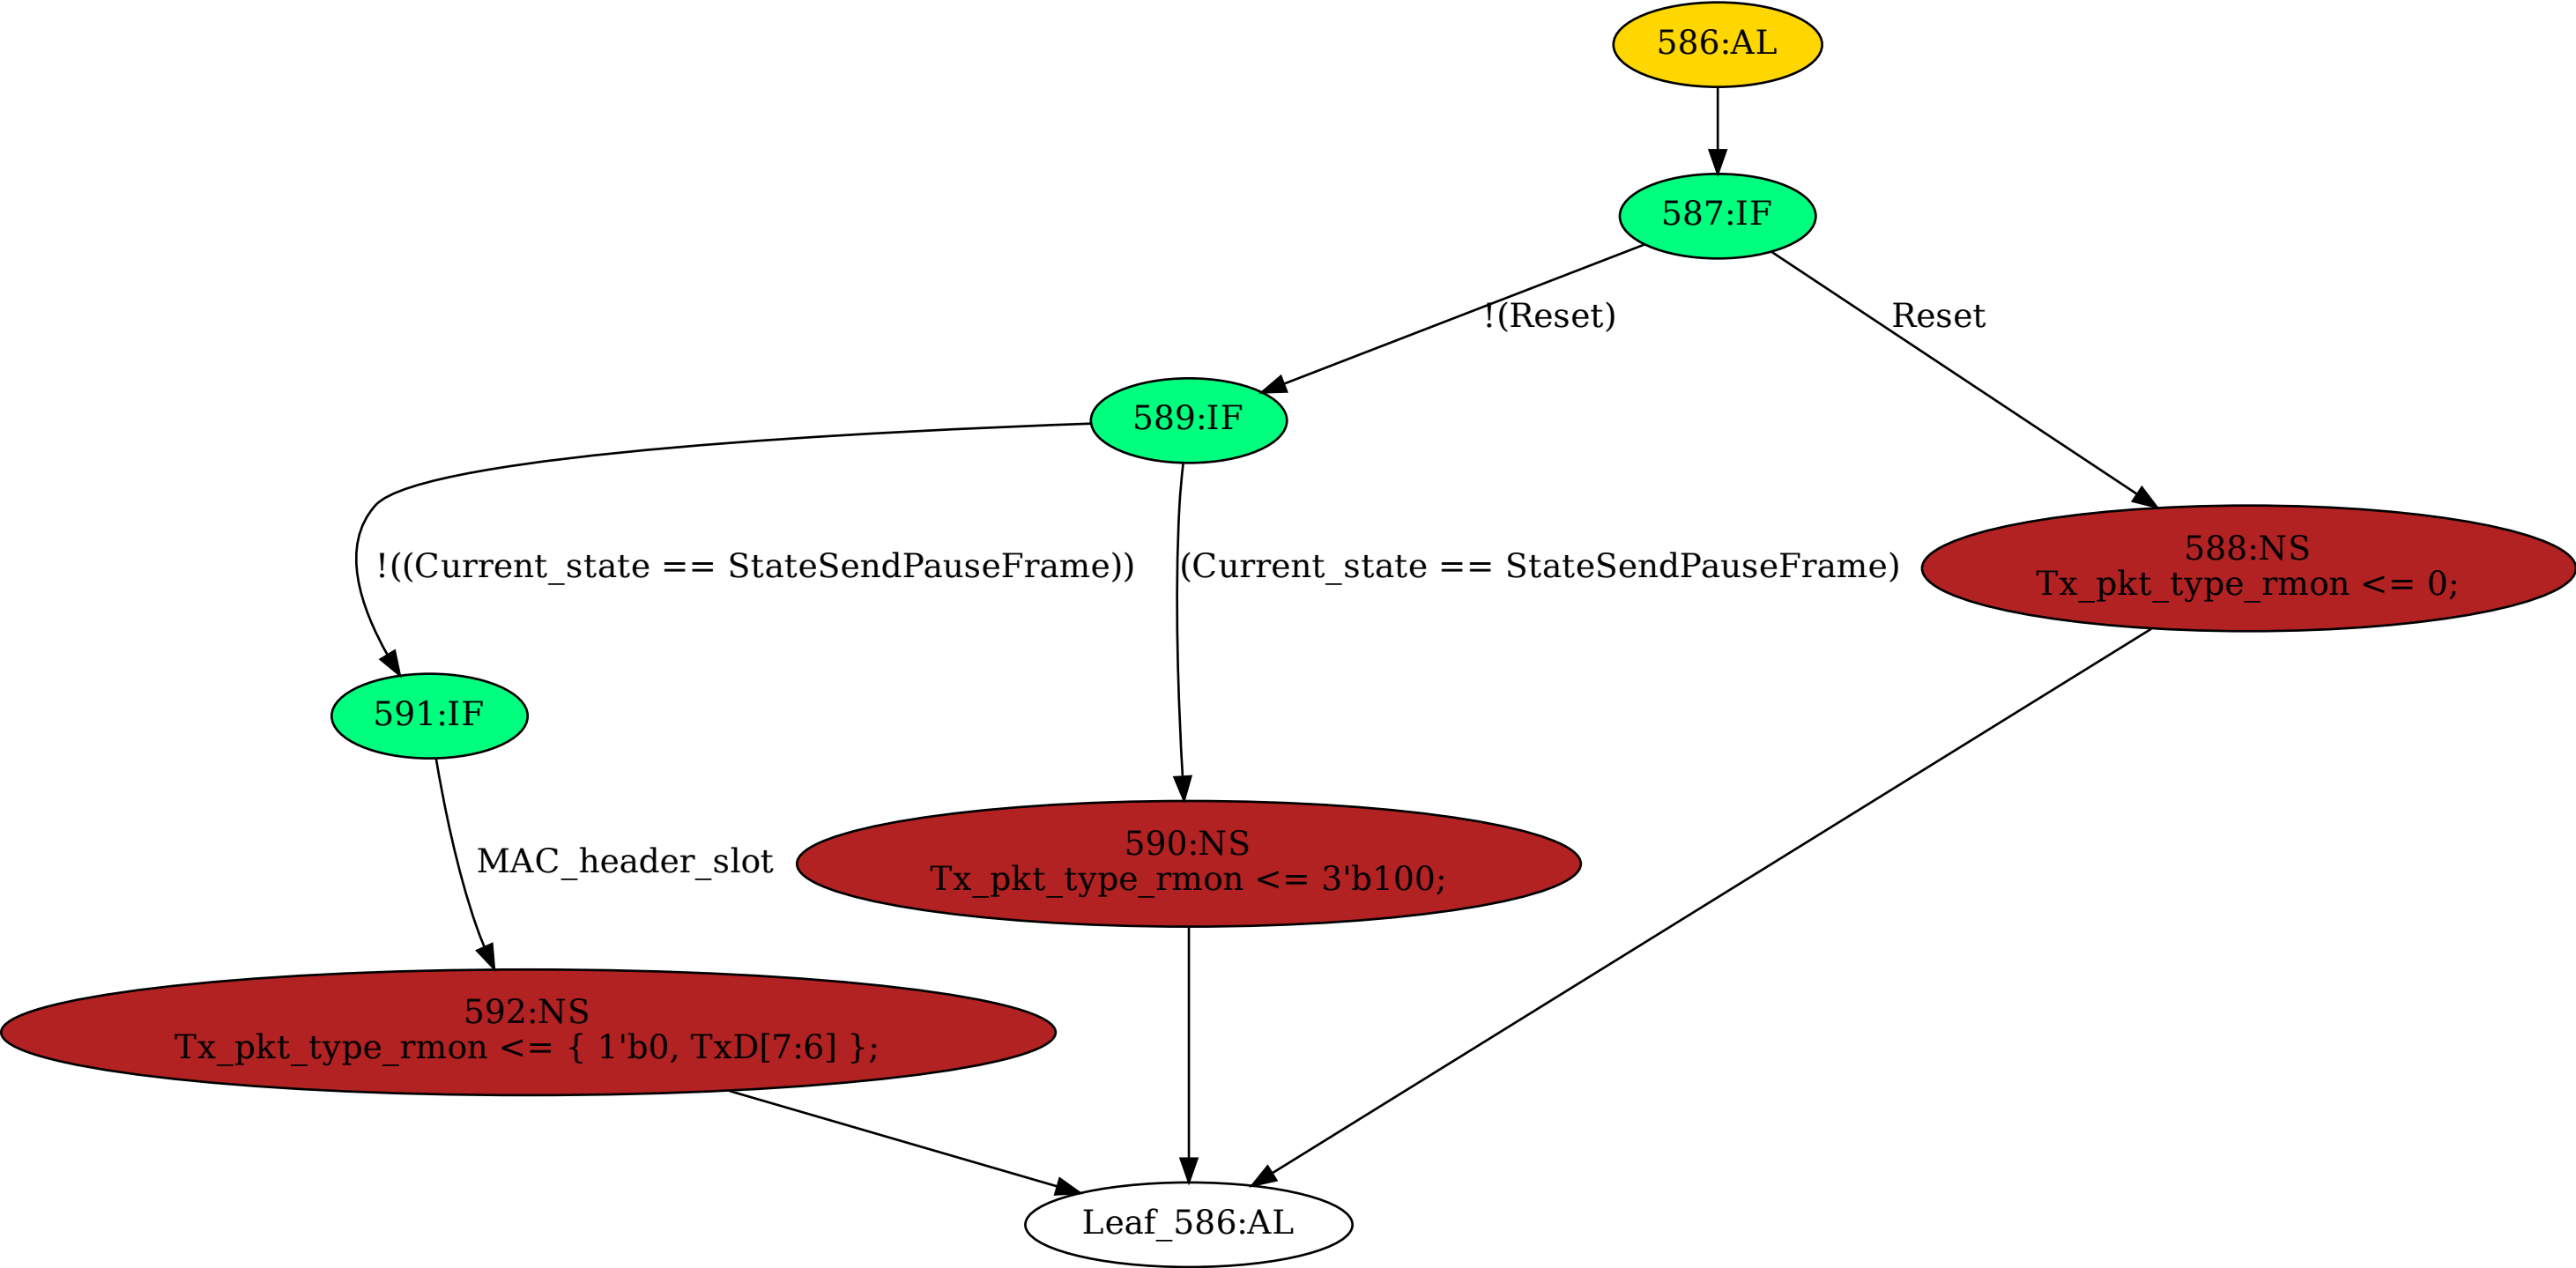 586:AL
587:IF
!(Reset)
Reset
589:IF
!((Current_state == StateSendPauseFrame))
(Current_state == StateSendPauseFrame)
588:NS
Tx_pkt_type_rmon <= 0;
591:IF
MAC_header_slot
590:NS
Tx_pkt_type_rmon <= 3'b100;
592:NS
Tx_pkt_type_rmon <= { 1'b0, TxD[7:6] };
Leaf_586:AL